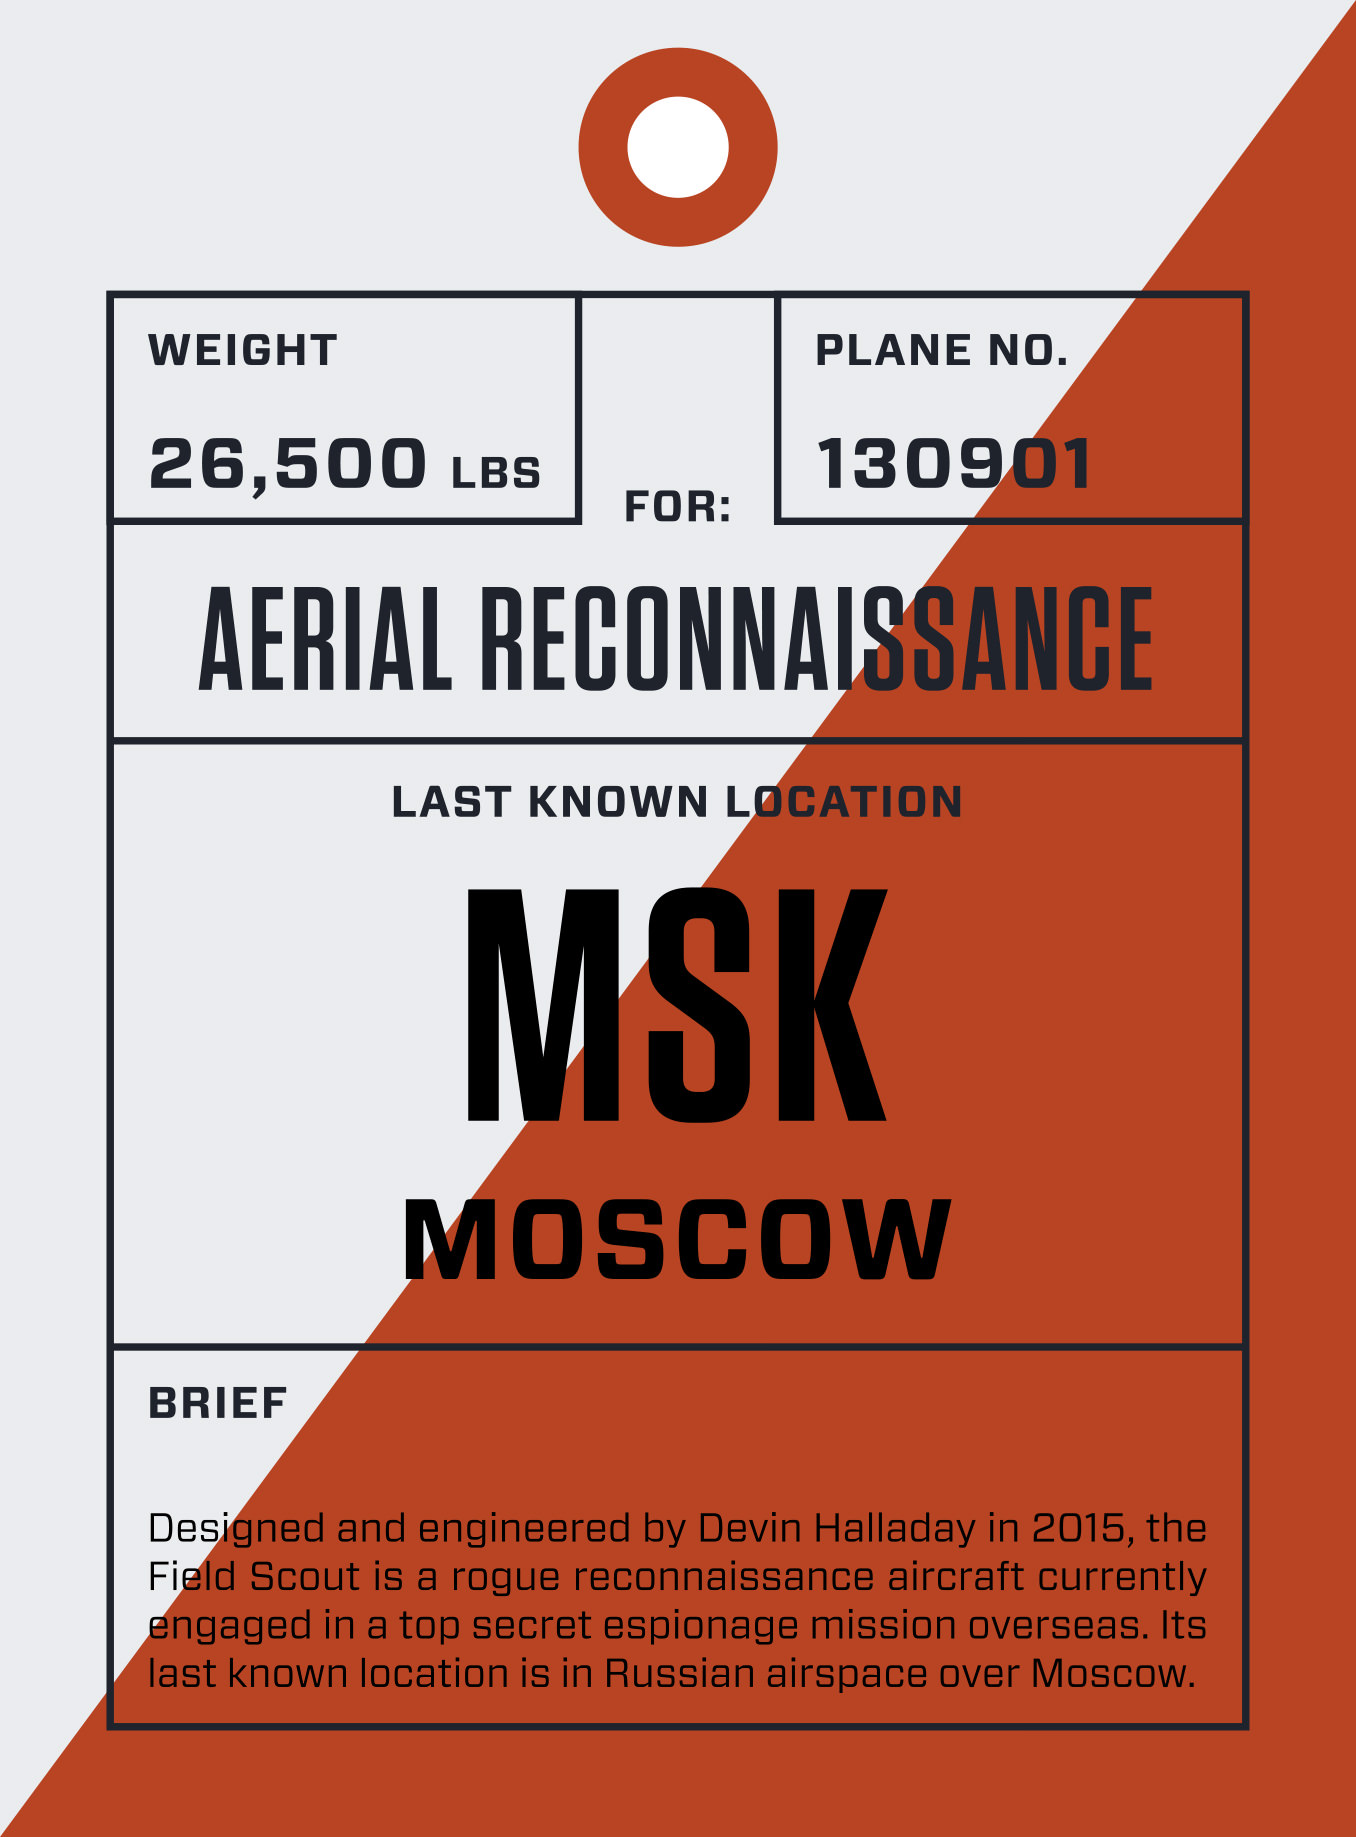 WEIGHT
26,500 LBS
PLANE NO.
130901
FOR:
AERIAL RECONNAISSANCE
LAST KNOWN LOCATION
MSK
MOSCOW
BRIEF
Designed and engineered by Devin Halladay in 2015, the
Field Scout is a rogue reconnaissance aircraft currently
engaged in a top secret espionage mission overseas. Its
last known location is in Russian airspace over Moscow.